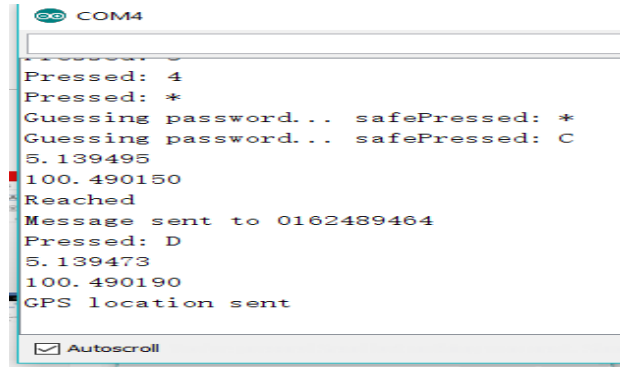 COM4
Pressed: 4
Pressed: *
Guessing password... safePressed: *
Guessing password... safePressed: C
5.139495
100.490150
Reached
Message sent to 0162489464
Pressed: D
5.139473
100.490190
GPS location sent
Autoscroll